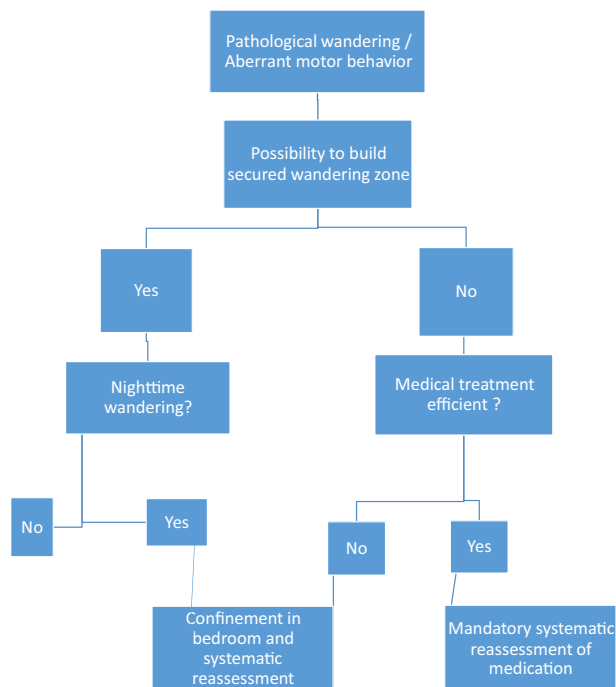 Pathological wandering /
Aberrant motor behavior
Possibility to build
secured wandering zone
Yes
No
Nighttime
wandering?
Medical treatment
efficient ?
No
Yes
No
Yes
Confinement in
bedroom and
systematic
reassessment
Mandatory systematic
reassessment of
medication